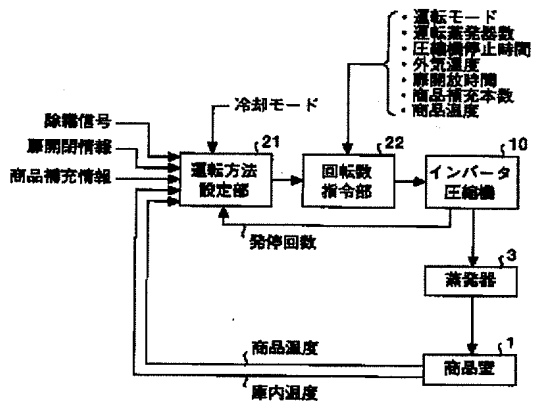 ・運転モード
・運転蒸発器数
・圧縮機停止時間
・外気温度
・扉開放時間
・商品補充本数
・商品温度
冷却モード
除霜信号
扉開閉情報
商品補充情報
21
運転方法
設定部
22
回転数
指令部
10
インバータ
圧縮機
発停回数
3
蒸発器
1
商品室
商品温度
庫内温度